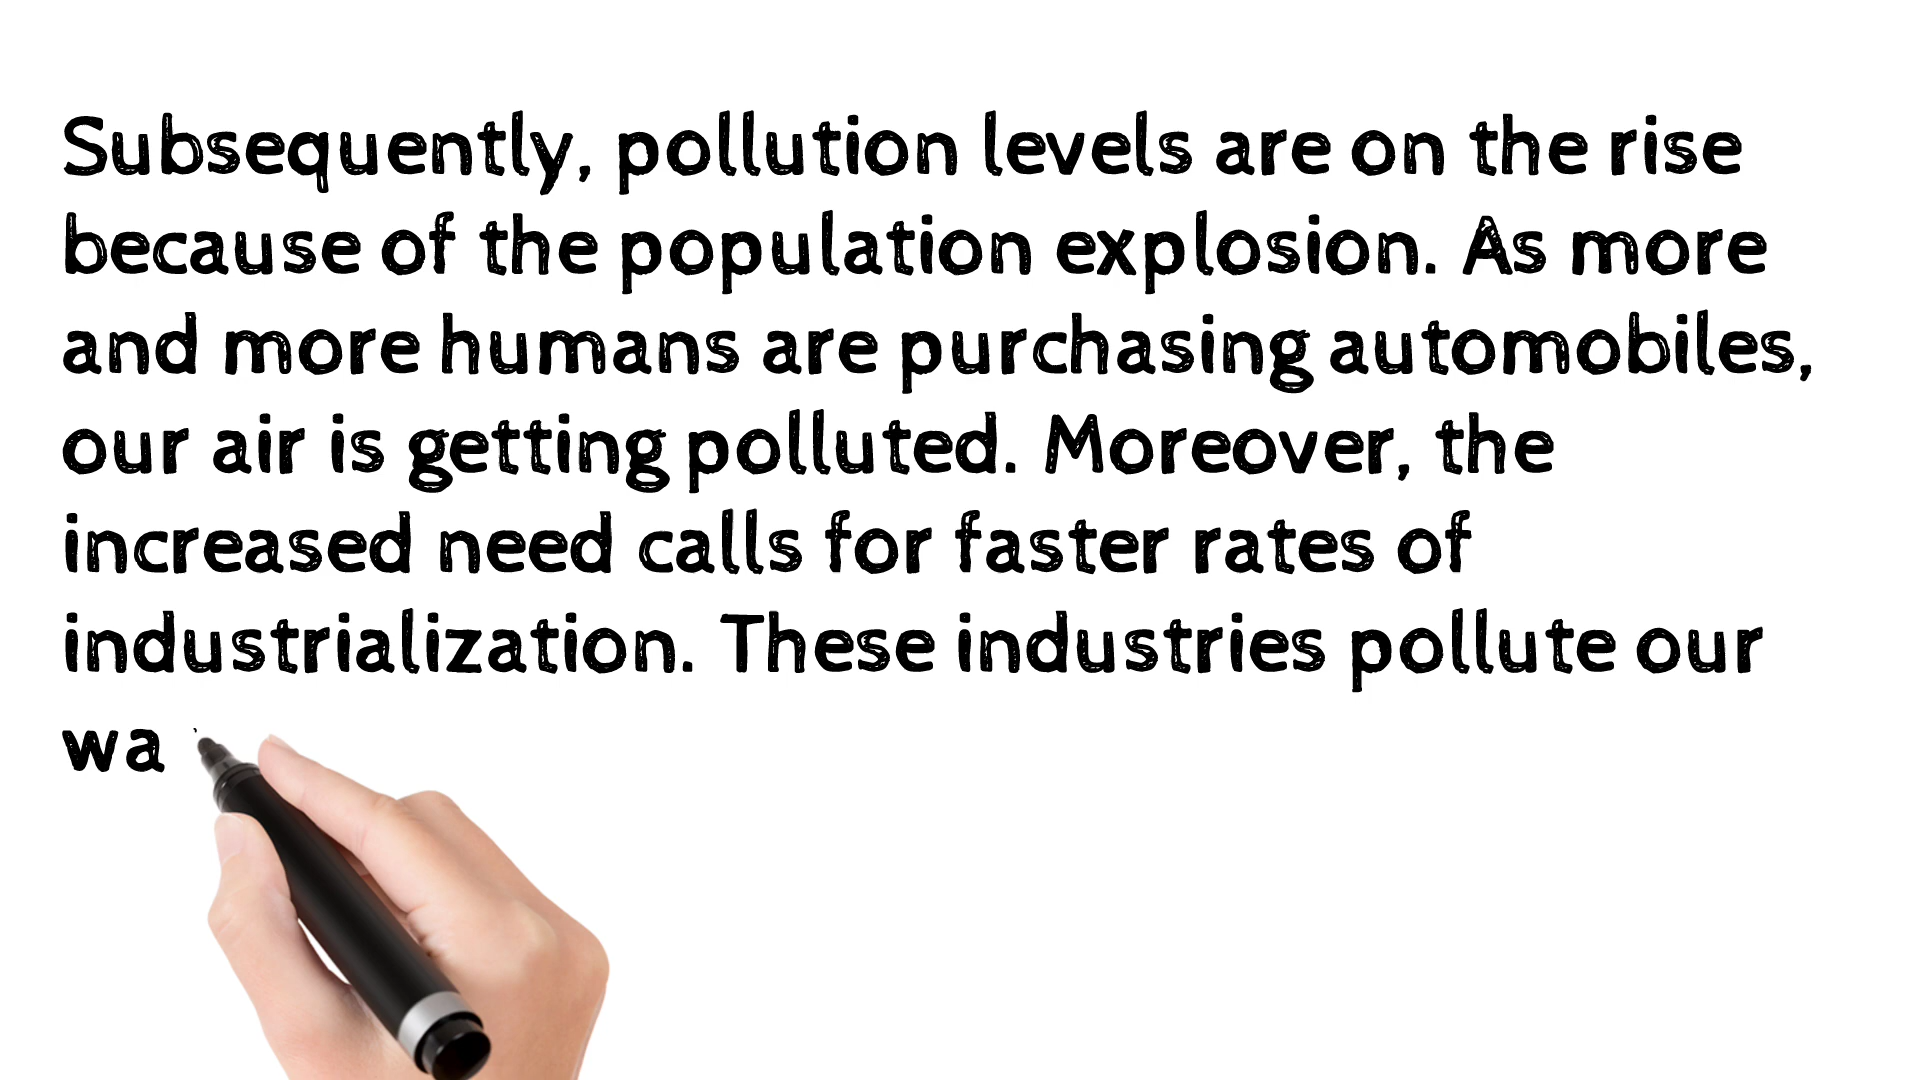 Subsequently, pollution levels are on the rise
because of the population explosion. As more
and more humans are purchasing automobiles,
our air is getting polluted. Moreover, the
increased need calls for faster rates of
industrialization. These industries pollute our
wa